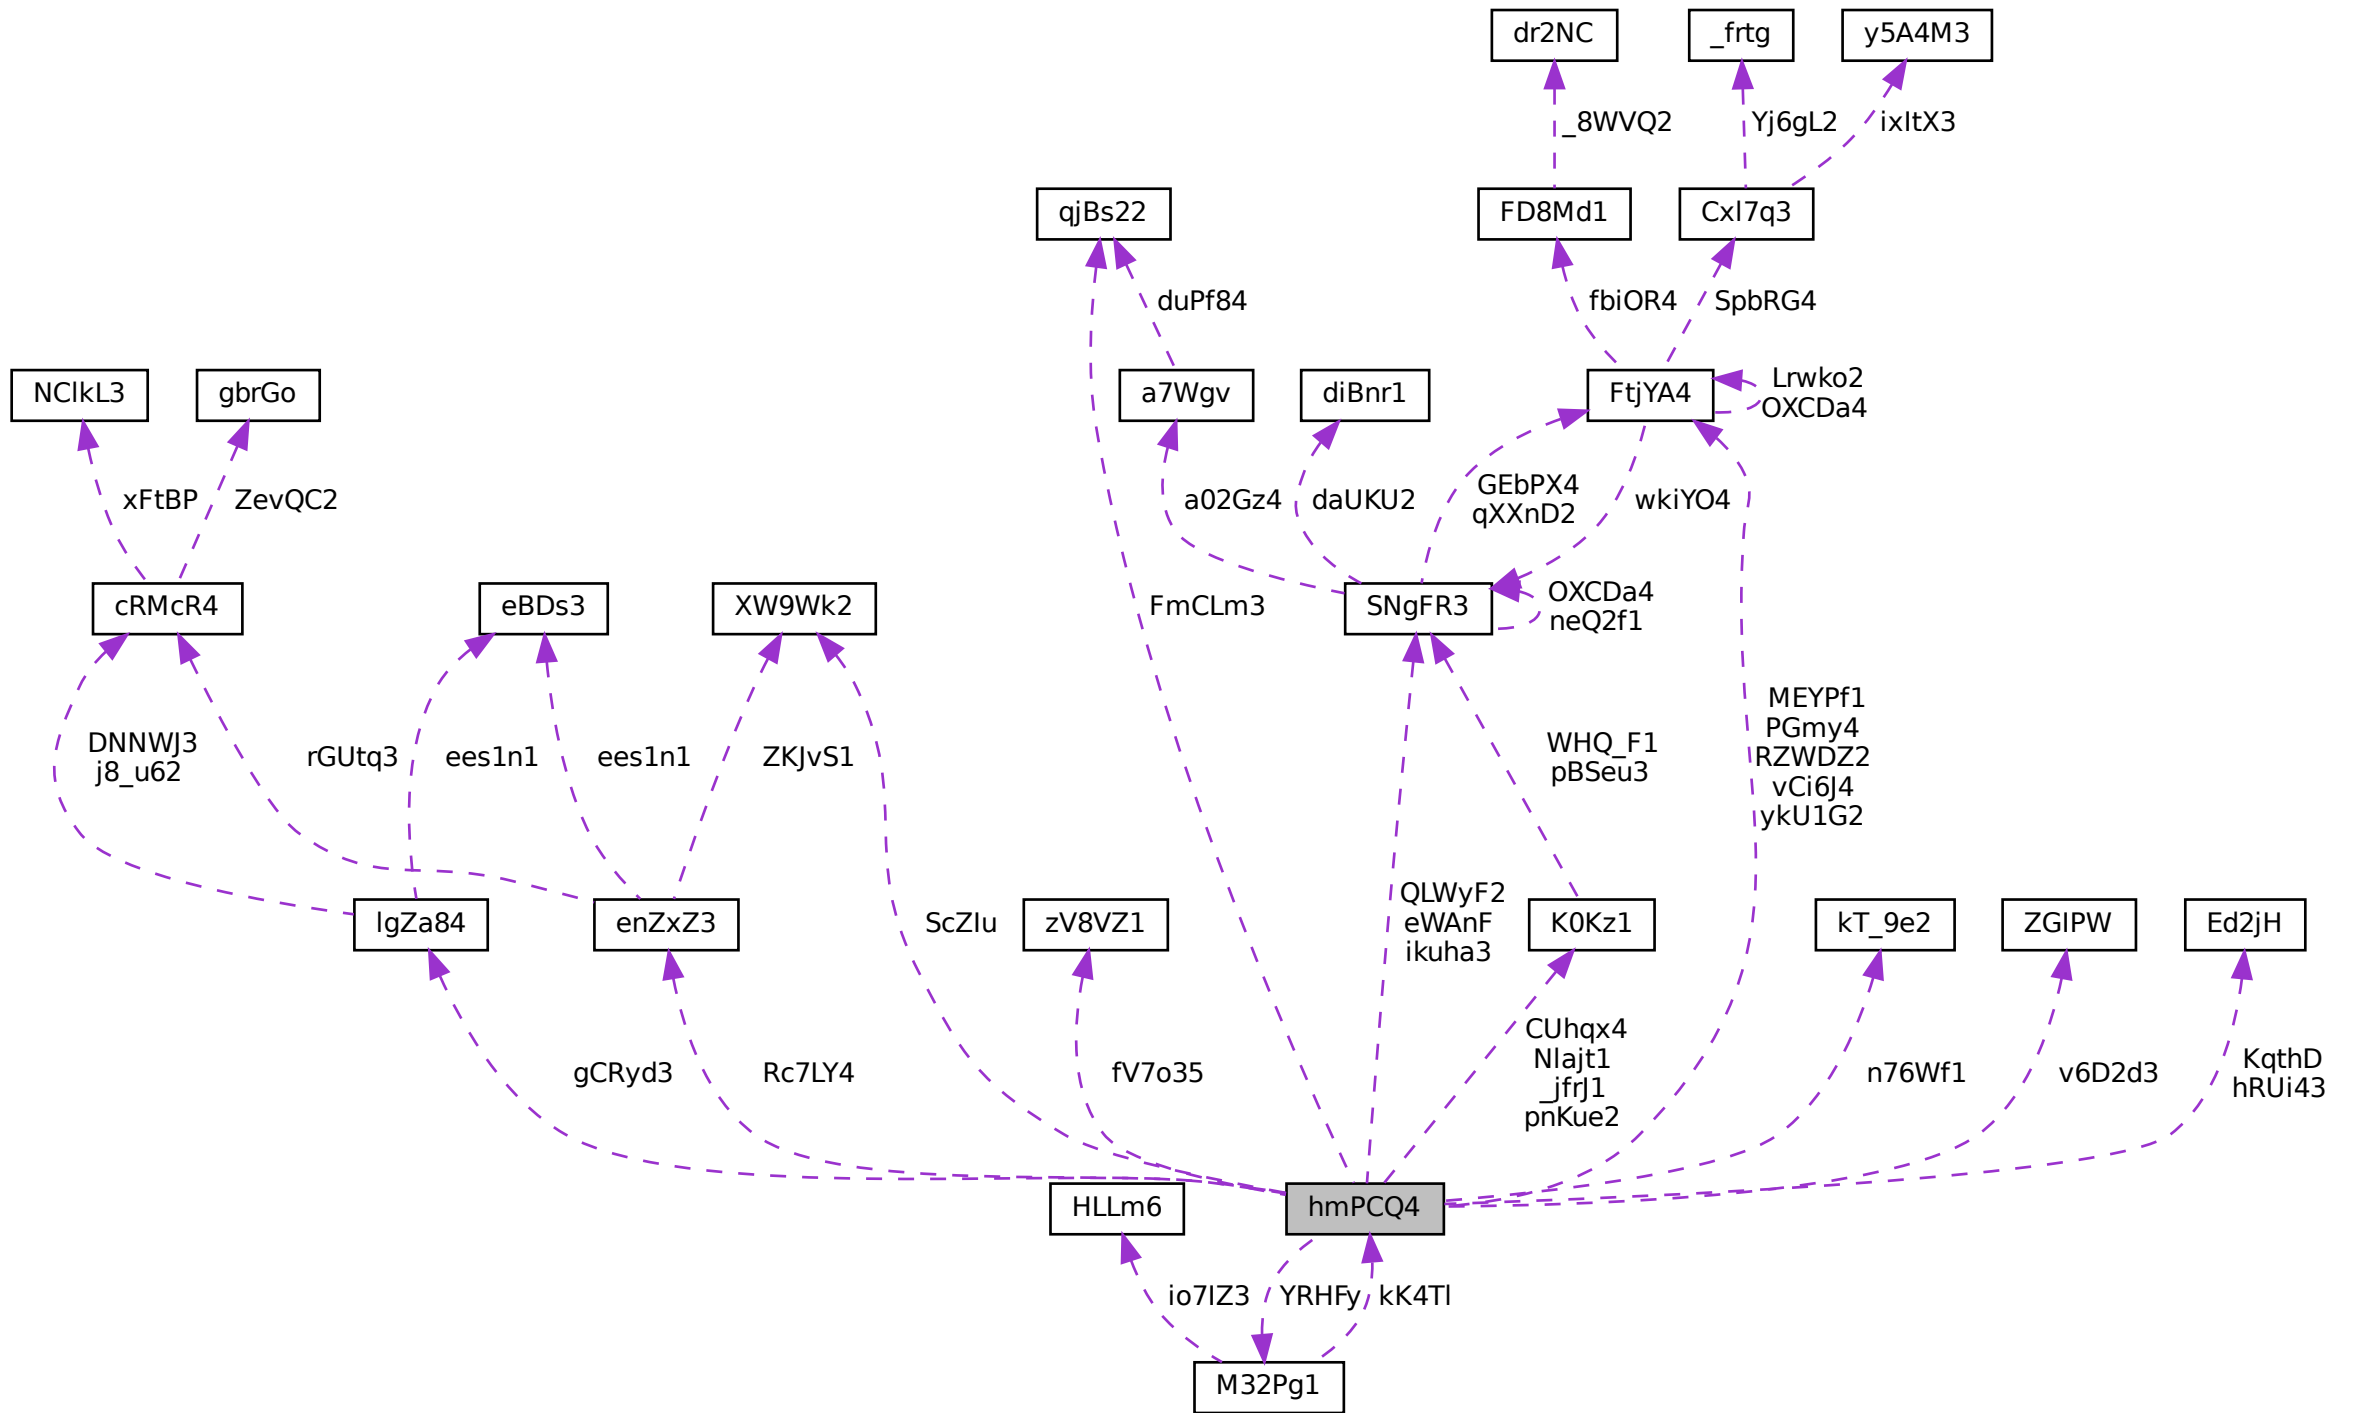 dr2NC
_frtg
y5A4M3
_8WVQ2
Yj6gL2
ixItX3
qjBs22
FD8Md1
Cxl7q3
duPf84
fbiOR4
SpbRG4
NClkL3
gbrGo
a7Wgv
diBnr1
FtjYA4
Lrwko2
OXCDa4
xFtBP
ZevQC2
a02Gz4
daUKU2
GEbPX4
qXXnD2
wkiYO4
cRMcR4
eBDs3
XW9Wk2
FmCLm3
SNgFR3
OXCDa4
neQ2f1
DNNWJ3
j8_u62
rGUtq3
ees1n1
ees1n1
ZKJvS1
WHQ_F1
pBSeu3
MEYPf1
PGmy4
RZWDZ2
vCi6J4
ykU1G2
lgZa84
enZxZ3
ScZIu
zV8VZ1
QLWyF2
eWAnF
ikuha3
K0Kz1
kT_9e2
ZGIPW
Ed2jH
gCRyd3
Rc7LY4
fV7o35
CUhqx4
Nlajt1
_jfrJ1
pnKue2
n76Wf1
v6D2d3
KqthD
hRUi43
HLLm6
hmPCQ4
io7IZ3
YRHFy
kK4Tl
M32Pg1